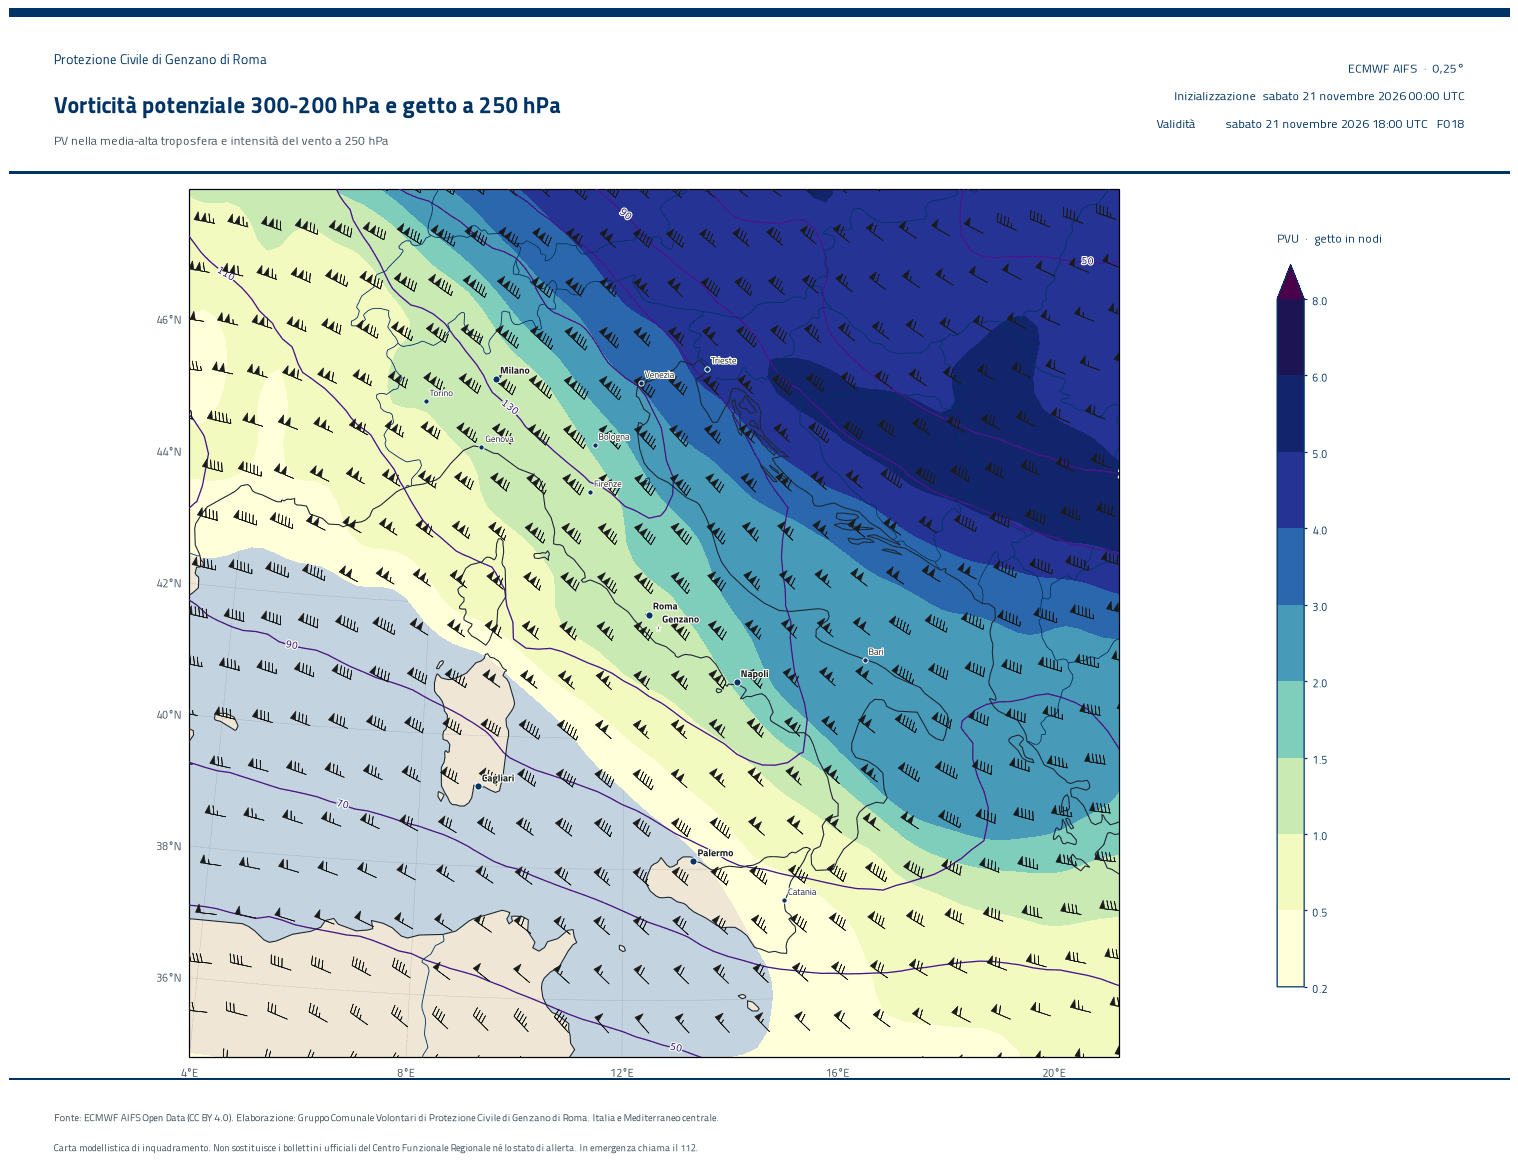 Protezione Civile di Genzano di Roma
Vorticità potenziale 300-200 hPa e getto a 250 hPa
PV nella media-alta troposfera e intensità del vento a 250 hPa
ECMWF AIFS · 0,25°
Inizializzazione sabato 21 novembre 2026 00:00 UTC
Validità sabato 21 novembre 2026 18:00 UTC F018
PVU · getto in nodi
8.0
6.0
5.0
4.0
3.0
2.0
1.5
1.0
0.5
0.2
46°N
44°N
42°N
40°N
38°N
36°N
4°E
8°E
12°E
16°E
20°E
90
50
110
130
90
70
50
Trieste
Venezia
Milano
Torino
Genova
Bologna
Firenze
Roma
Genzano
Bari
Napoli
Cagliari
Palermo
Catania
Fonte: ECMWF AIFS Open Data (CC BY 4.0). Elaborazione: Gruppo Comunale Volontari di Protezione Civile di Genzano di Roma. Italia e Mediterraneo centrale.
Carta modellistica di inquadramento. Non sostituisce i bollettini ufficiali del Centro Funzionale Regionale né lo stato di allerta. In emergenza chiama il 112.